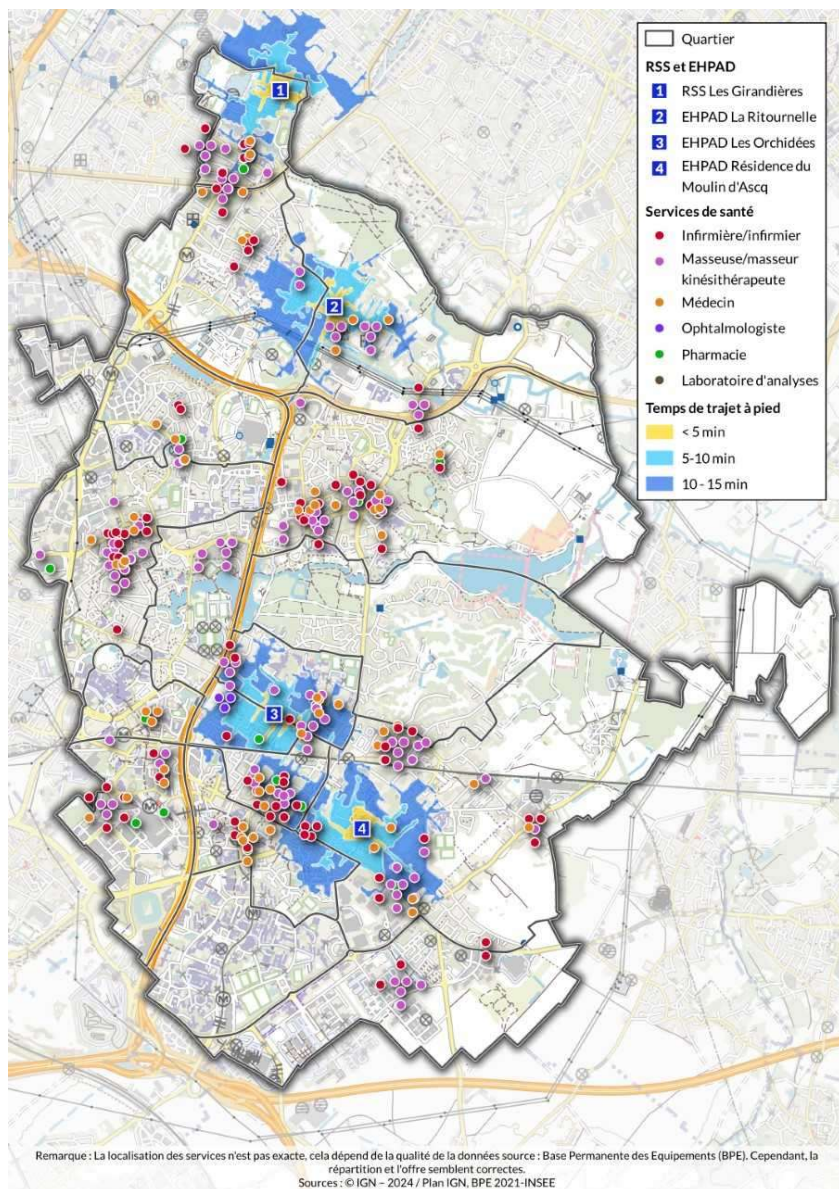 Quartier
RSS et EHPAD
1 RSS Les Girandières
2 EHPAD La Ritournelle
3 EHPAD Les Orchidées
4 EHPAD Résidence du
Moulin d'Ascq
Services de santé
Infirmière/infirmier
Masseuse/masseur
kinésithérapeute
Médecin
Ophtalmologiste
Pharmacie
Laboratoire d'analyses
Temps de trajet à pied
< 5 min
5-10 min
10 - 15 min
1
2
3
4
Remarque : La localisation des services n'est pas exacte, cela dépend de la qualité de la données source : Base Permanente des Equipements (BPE). Cependant, la
répartition et l'offre semblent correctes.
Sources : © IGN – 2024 / Plan IGN, BPE 2021-INSEE